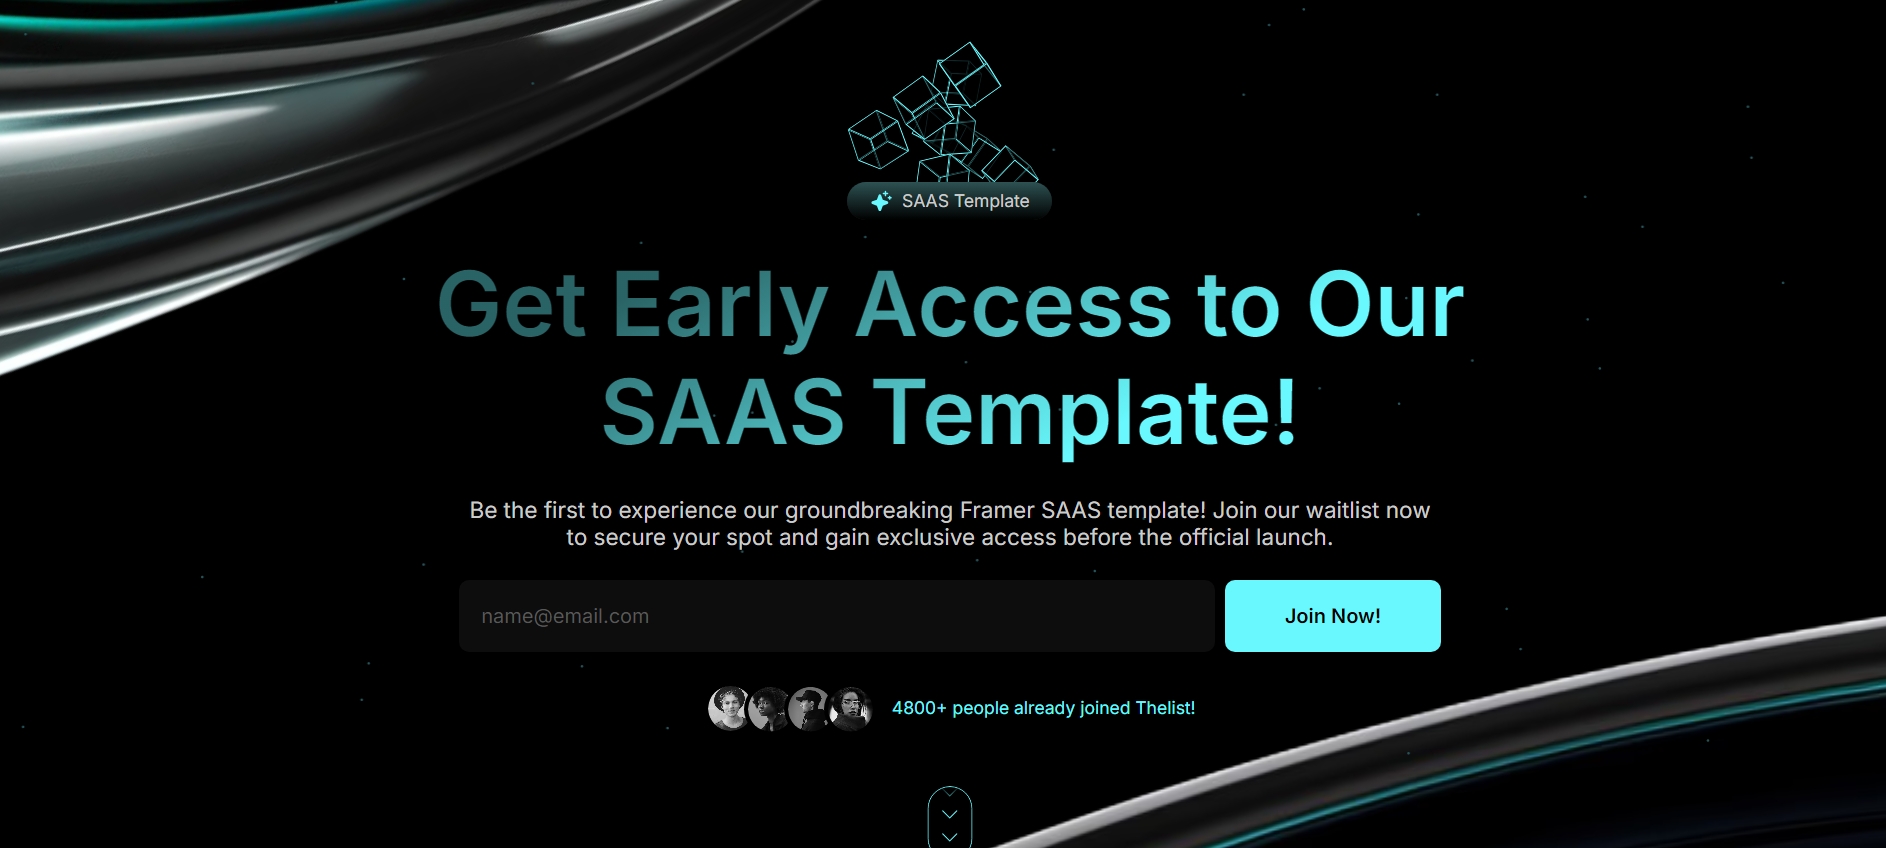 SAAS Template
Get Early Access to Our
SAAS Template!
Be the first to experience our groundbreaking Framer SAAS template! Join our waitlist now
to secure your spot and gain exclusive access before the official launch.
name@email.com
Join Now!
4800+ people already joined Thelist!